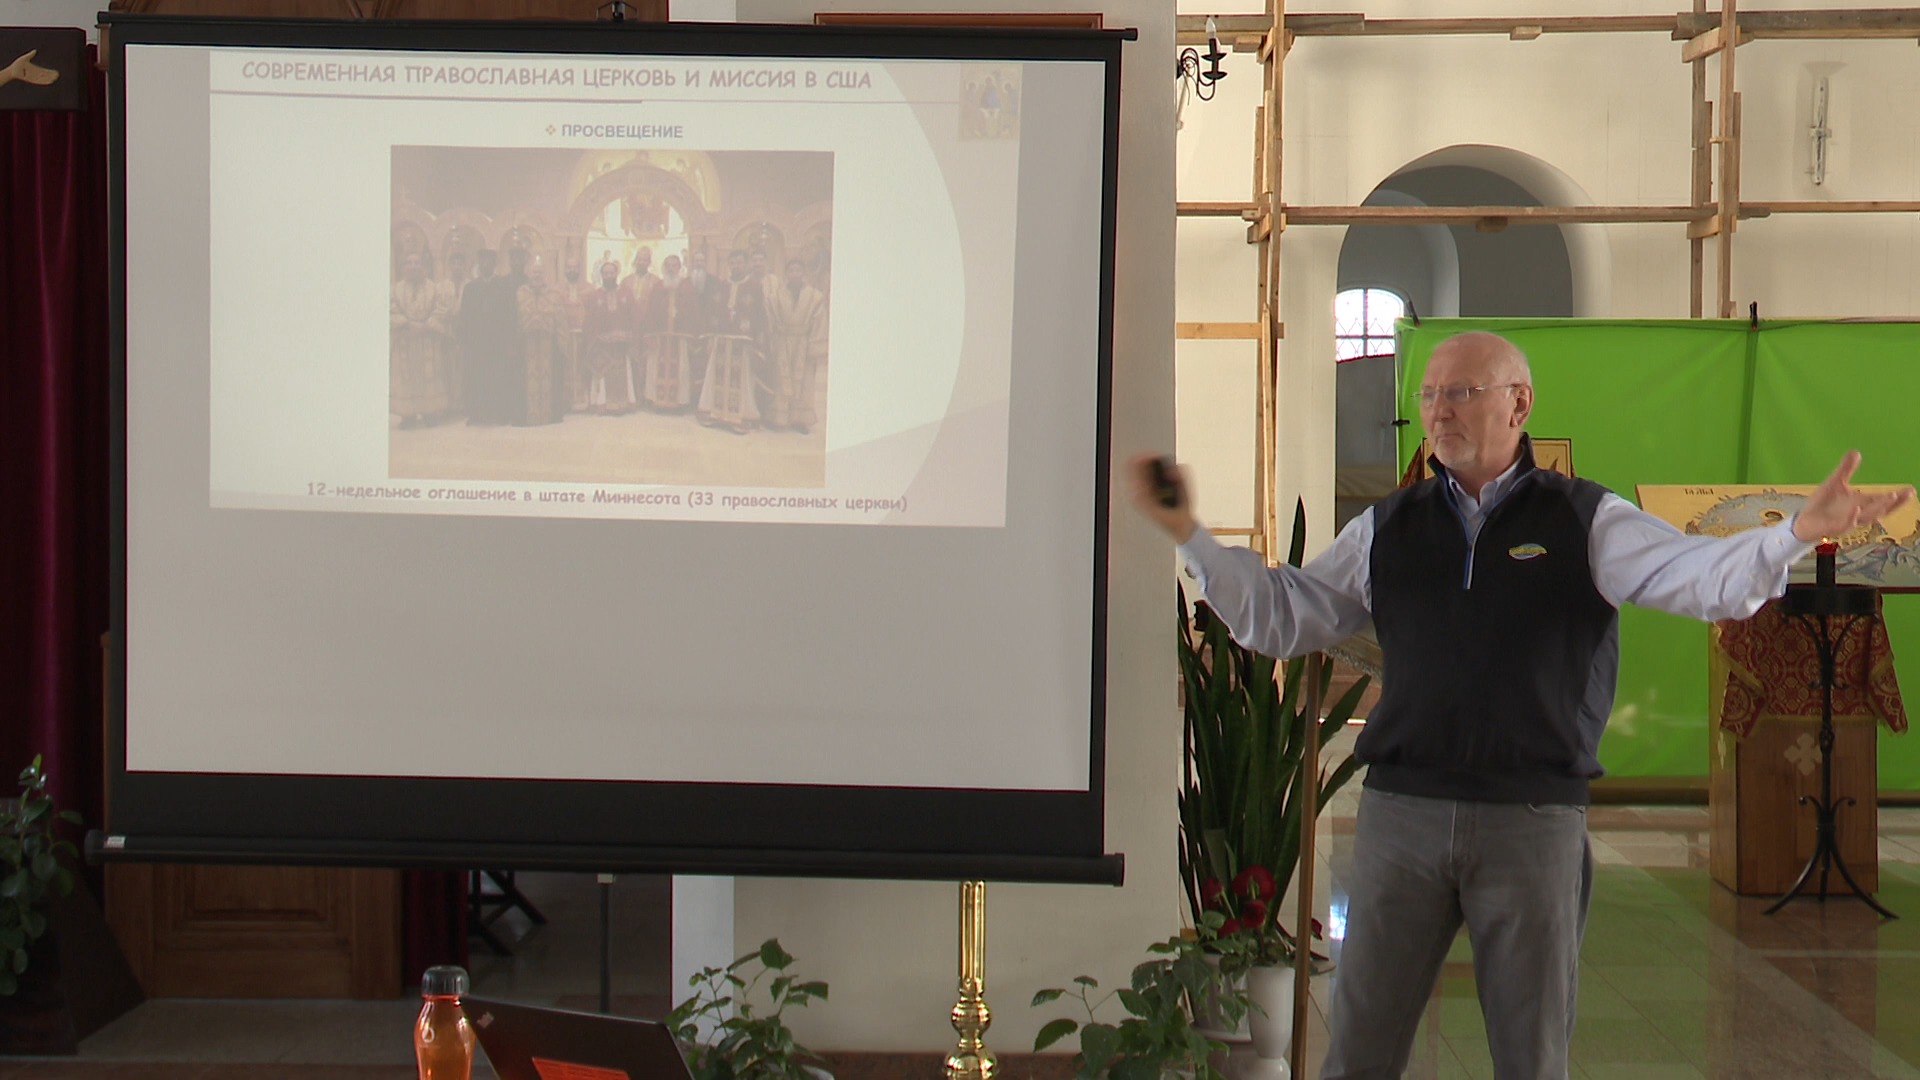 СОВРЕМЕННАЯ ПРАВОСЛАВНАЯ ЦЕРКОВЬ И МИССИЯ В США
ПРОСВЕЩЕНИЕ
12-недельное оглашение в штате Миннесота (33 православных церкви)